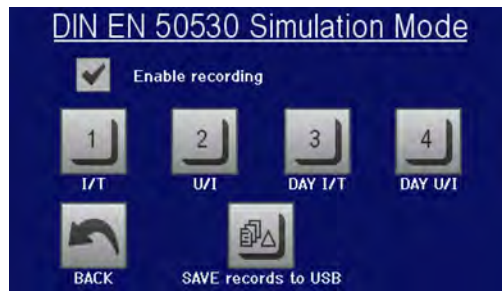 DIN EN 50530 Simulation Mode
Enable recording
1 2 3 4
I/T U/I DAY I/T DAY U/I
BACK SAVE records to USB